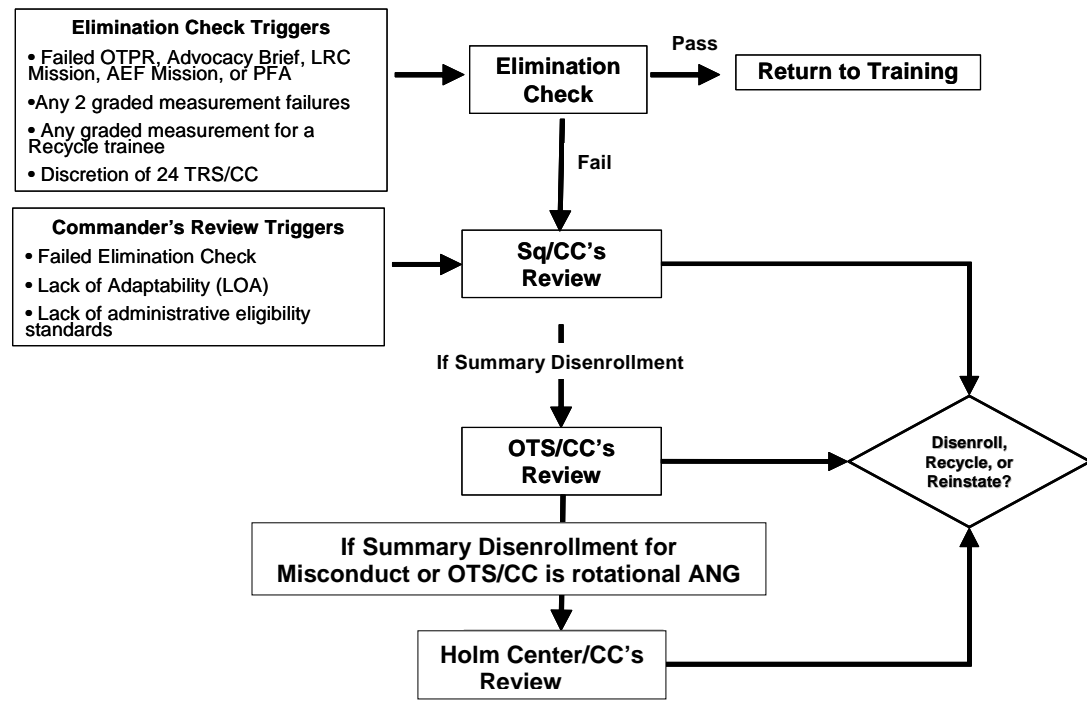 Elimination Check Triggers
•Failed OTPR, Advocacy Brief, LRC
Mission, AEF Mission, or PFA
•Any 2 graded measurement failures
•Any graded measurement for a
Recycle trainee
• Discretion of 24 TRS/CC
Elimination
Check
Pass
Return to Training
Fail
Commander's Review Triggers
• Failed Elimination Check
• Lack of Adaptability (LOA)
• Lack of administrative eligibility
standards
Sq/CC's
Review
If Summary Disenrollment
OTS/CC's
Review
Disenroll,
Recycle, or
Reinstate?
If Summary Disenrollment for
Misconduct or OTS/CC is rotational ANG
Holm Center/CC's
Review